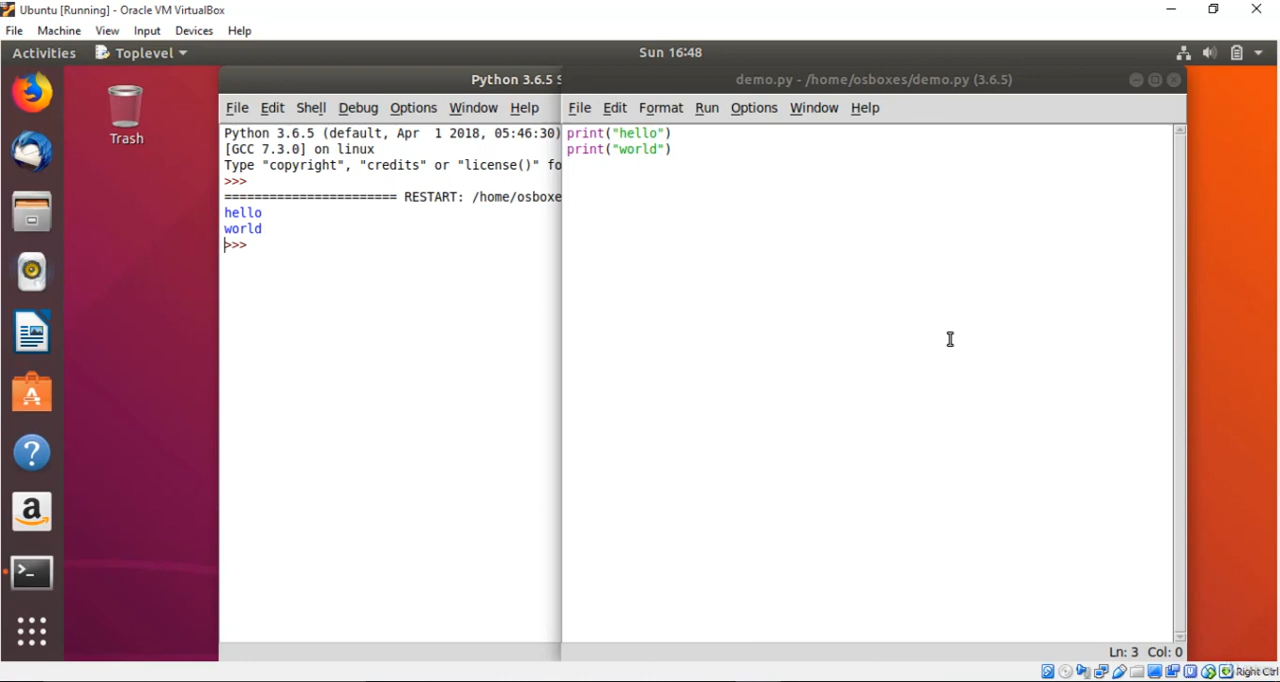 Ubuntu [Running] - Oracle VM VirtualBox
File Machine View Input Devices Help
Activities Toplevel Sun 16:48
Trash
Python 3.6.5 S
File Edit Shell Debug Options Window Help
Python 3.6.5 (default, Apr  1 2018, 05:46:30)
[GCC 7.3.0] on linux
Type "copyright", "credits" or "license()" fo
>>>
======================= RESTART: /home/osboxe
hello
world
>>>
demo.py - /home/osboxes/demo.py (3.6.5)
File Edit Format Run Options Window Help
print("hello")
print("world")
Ln: 3 Col: 0
a
?
>_
Right Ctrl